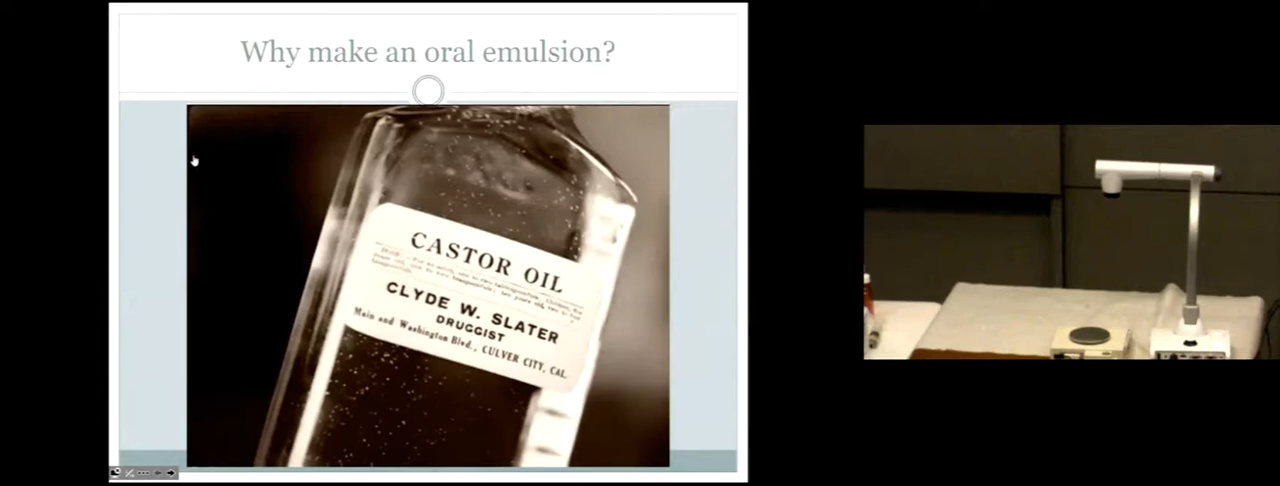 Why make an oral emulsion?
CASTOR OIL
CLYDE W. SLATER
DRUGGIST
Main and Washington Blvd., CULVER CITY, CAL.